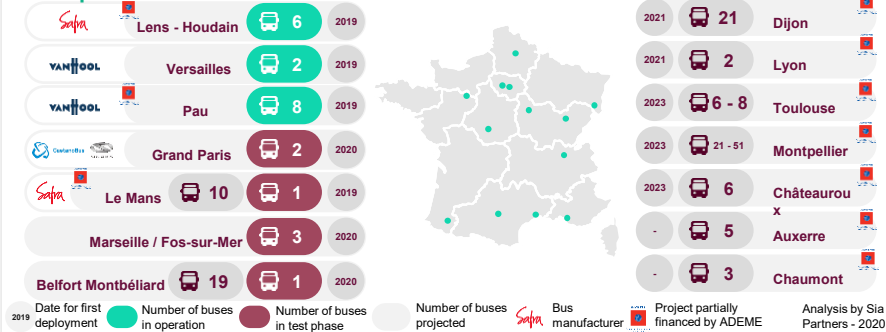 Safra Lens - Houdain 6 2019
VANHOOL Versailles 2 2019
VANHOOL Pau 8 2019
CaetanoBus Grand Paris 2 2020
Safra Le Mans 10 1 2019
Marseille / Fos-sur-Mer 3 2020
Belfort Montbéliard 19 1 2020
2021 21 Dijon
2021 2 Lyon
2023 6 - 8 Toulouse
2023 21 - 51 Montpellier
2023 6 Châteaurou
x
- 5 Auxerre
- 3 Chaumont
2019 Date for first
deployment
Number of buses
in operation
Number of buses
in test phase
Number of buses
projected
Safra Bus
manufacturer
Project partially
financed by ADEME
Analysis by Sia
Partners - 2020